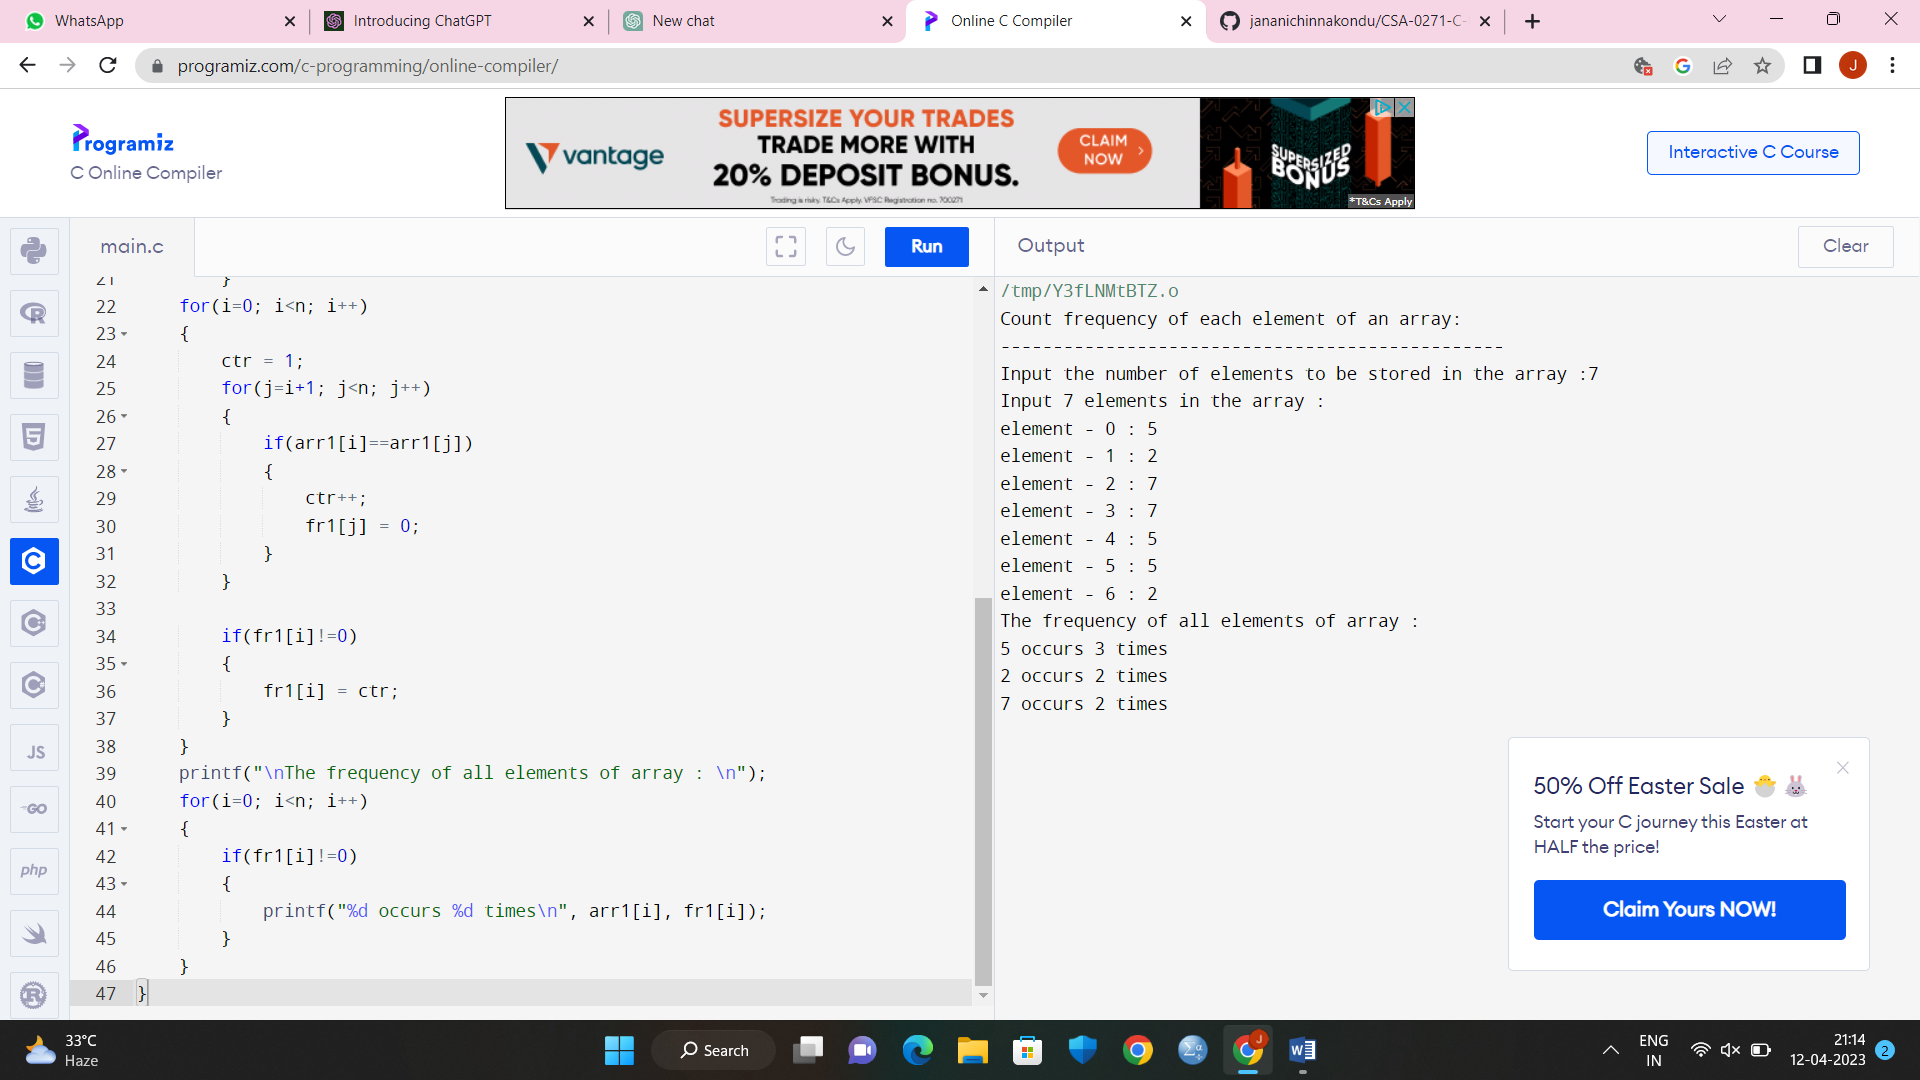 WhatsApp
Introducing ChatGPT
New chat
Online C Compiler
jananichinnakondu/CSA-0271-C-
programiz.com/c-programming/online-compiler/
J
Programiz
C Online Compiler
vantage
SUPERSIZE YOUR TRADES
TRADE MORE WITH
20% DEPOSIT BONUS.
Trading is risky. T&Cs Apply. VFSC Registration no. 700271
CLAIM
NOW
SUPERSIZED
BONUS
*T&Cs Apply
Interactive C Course
main.c
Run
Output
Clear
21 }
22 for(i=0; i<n; i++)
23 {
24 ctr = 1;
25 for(j=i+1; j<n; j++)
26 {
27 if(arr1[i]==arr1[j])
28 {
29 ctr++;
30 fr1[j] = 0;
31 }
32 }
33
34 if(fr1[i]!=0)
35 {
36 fr1[i] = ctr;
37 }
38 }
39 printf("\nThe frequency of all elements of array : \n");
40 for(i=0; i<n; i++)
41 {
42 if(fr1[i]!=0)
43 {
44 printf("%d occurs %d times\n", arr1[i], fr1[i]);
45 }
46 }
47 }
/tmp/Y3fLNMtBTZ.o
Count frequency of each element of an array:
------------------------------------------------
Input the number of elements to be stored in the array :7
Input 7 elements in the array :
element - 0 : 5
element - 1 : 2
element - 2 : 7
element - 3 : 7
element - 4 : 5
element - 5 : 5
element - 6 : 2
The frequency of all elements of array :
5 occurs 3 times
2 occurs 2 times
7 occurs 2 times
50% Off Easter Sale 🐣 🐰
Start your C journey this Easter at
HALF the price!
Claim Yours NOW!
JS
GO
php
33°C
Haze
Search
J
ENG
IN
21:14
12-04-2023
2